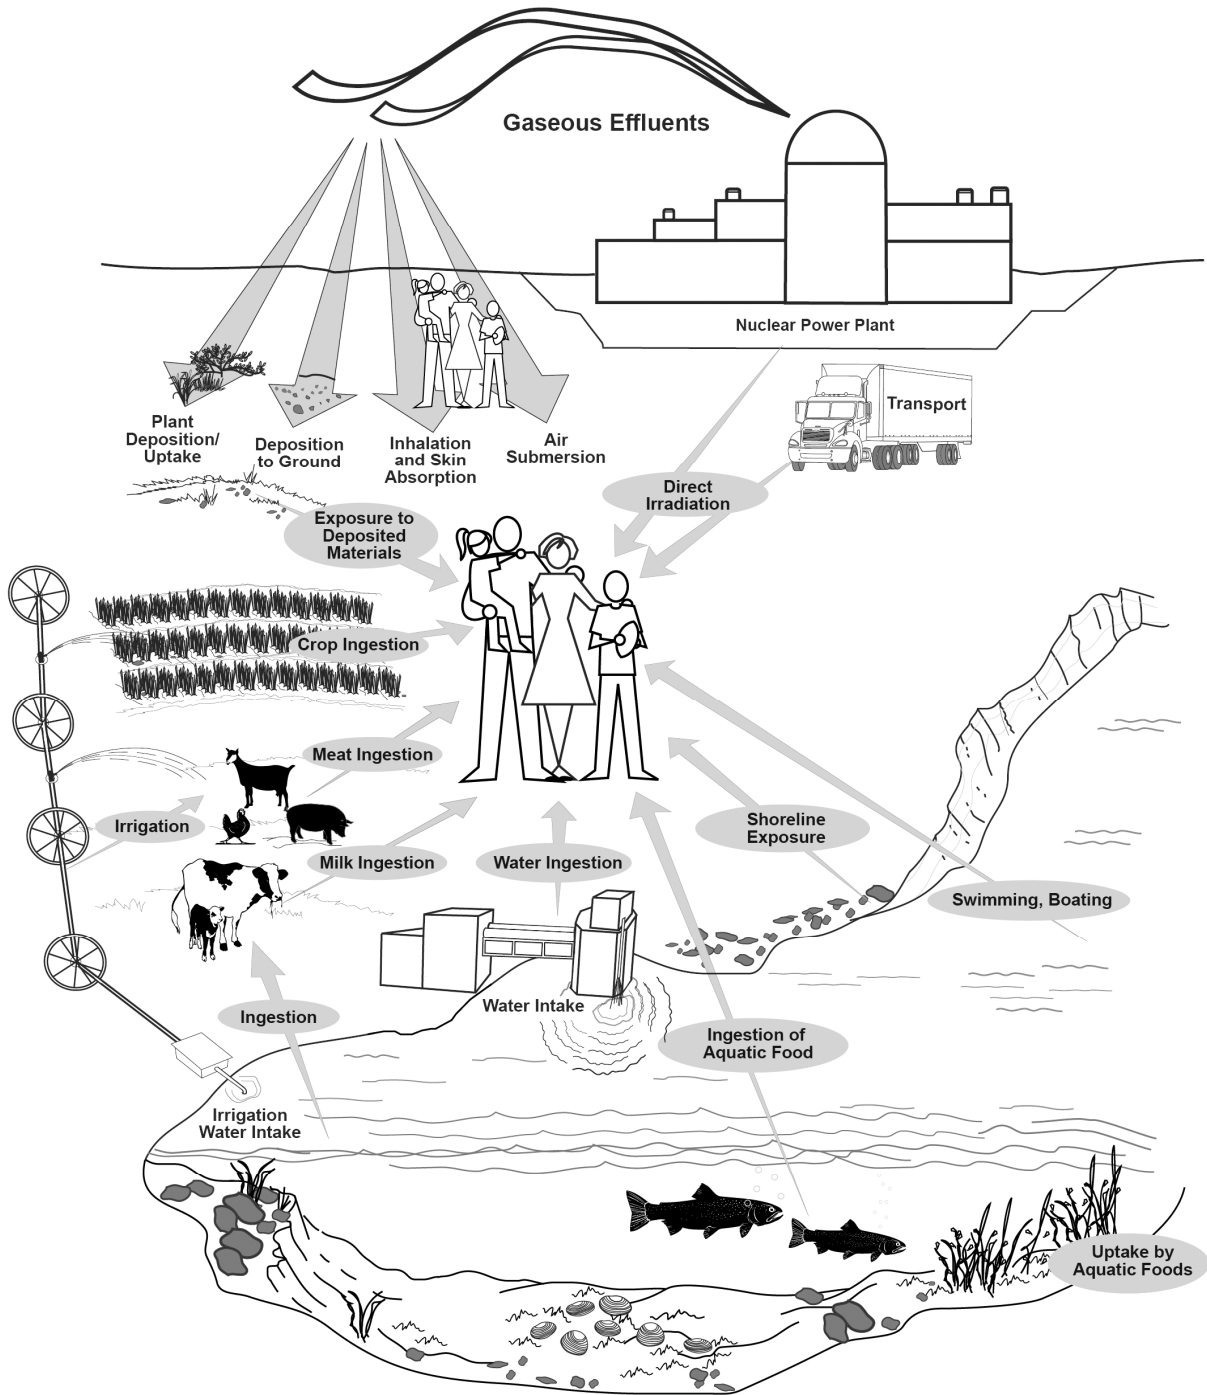 Gaseous Effluents
Nuclear Power Plant
Transport
Plant
Deposition/
Uptake
Deposition
to Ground
Inhalation
and Skin
Absorption
Air
Submersion
Direct
Irradiation
Exposure to
Deposited
Materials
Crop Ingestion
Meat Ingestion
Irrigation
Milk Ingestion
Water Ingestion
Shoreline
Exposure
Swimming, Boating
Water Intake
Ingestion
Ingestion of
Aquatic Food
Irrigation
Water Intake
Uptake by
Aquatic Foods